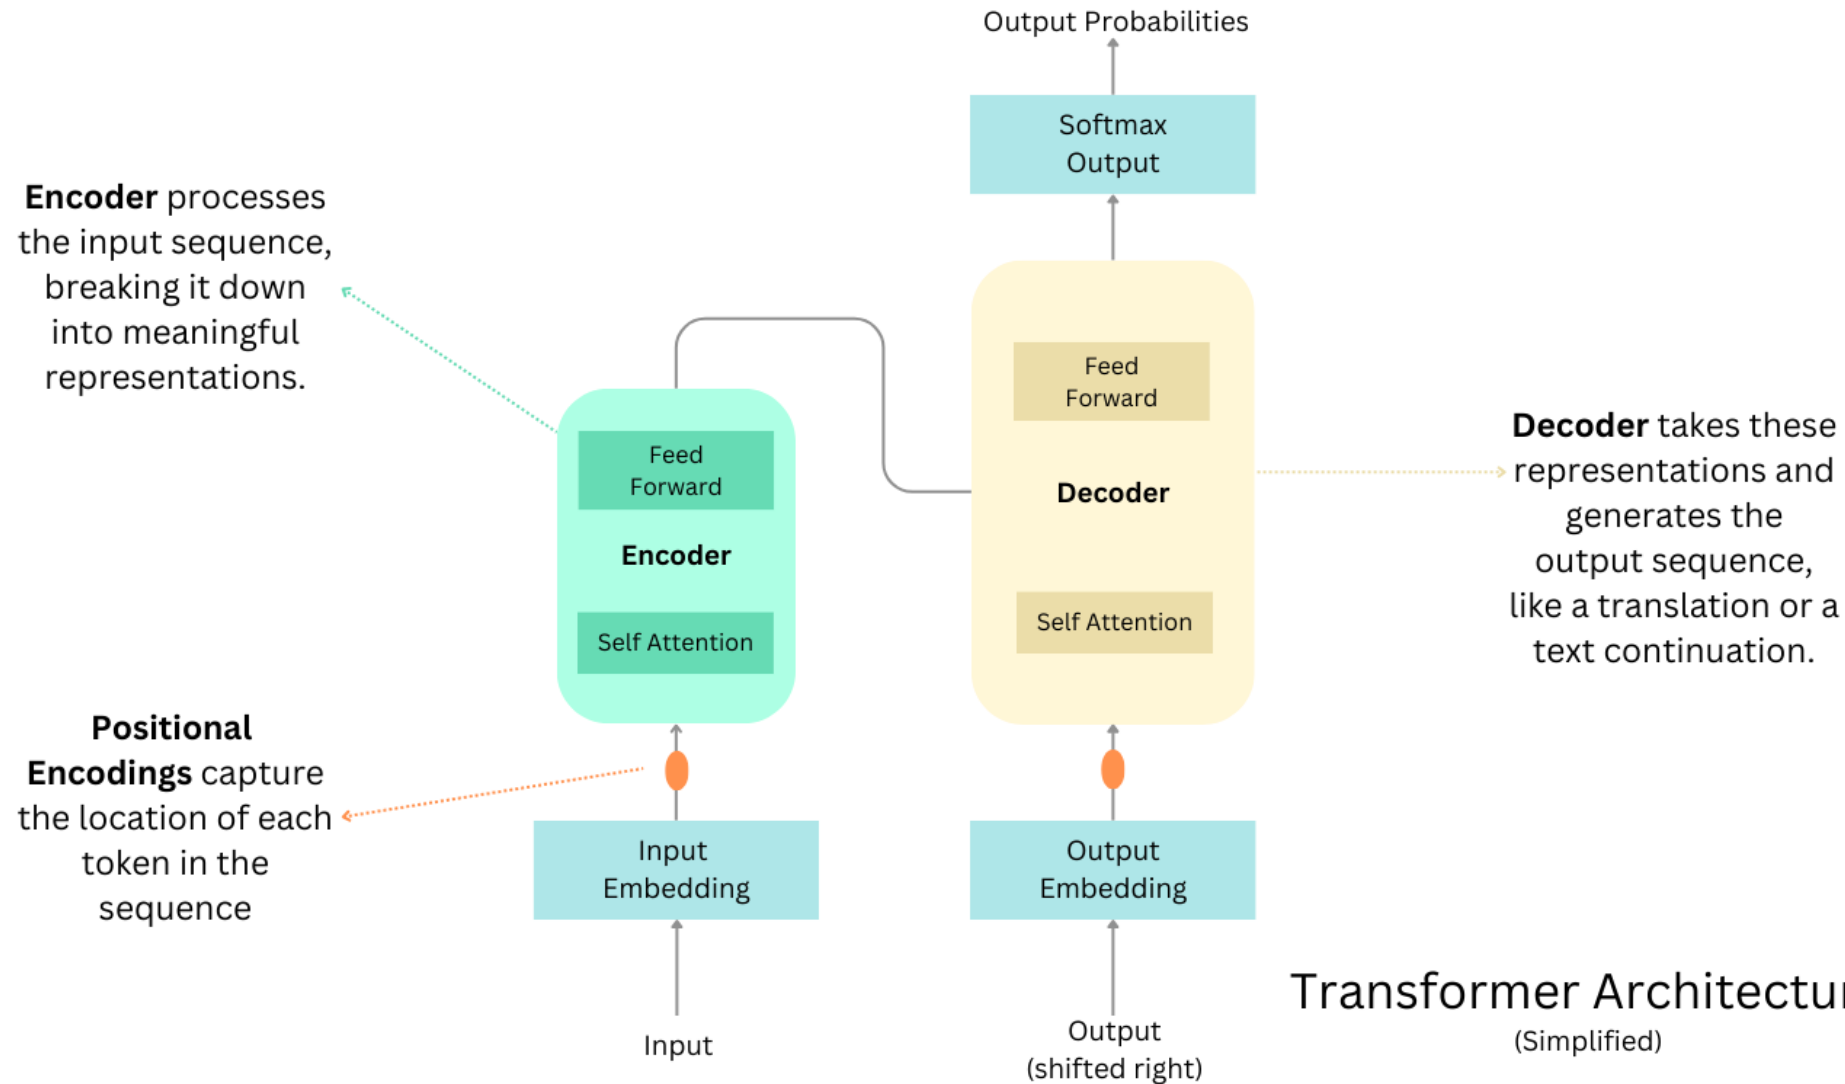 Output Probabilities
Softmax
Output
Encoder processes
the input sequence,
breaking it down
into meaningful
representations.
Feed
Forward
Encoder
Self Attention
Feed
Forward
Decoder
Self Attention
Decoder takes these
representations and
generates the
output sequence,
like a translation or a
text continuation.
Positional
Encodings capture
the location of each
token in the
sequence
Input
Embedding
Output
Embedding
Input
Output
(shifted right)
Transformer Architectur
(Simplified)